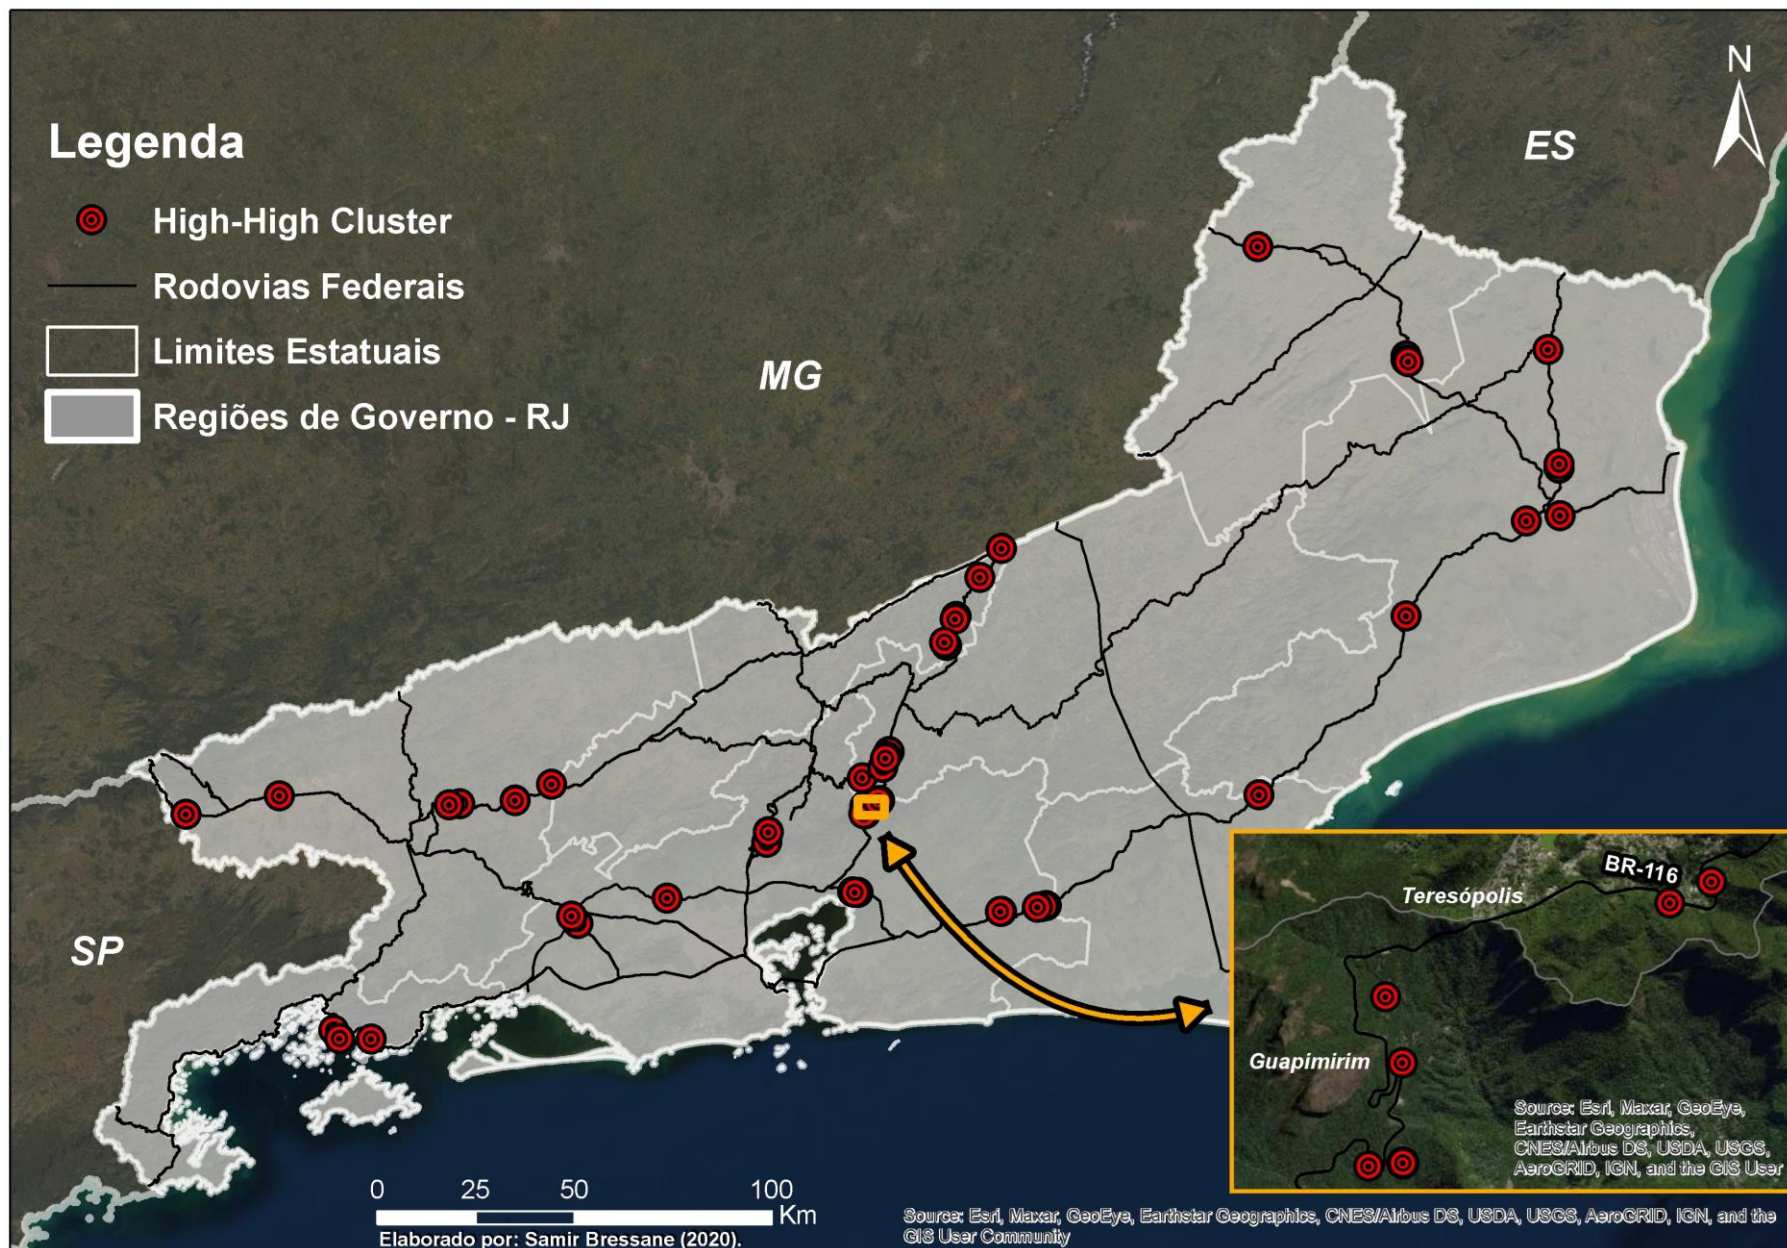 N
ES
Legenda
High-High Cluster
Rodovias Federais
Limites Estatuais
Regiões de Governo - RJ
MG
SP
BR-116
Teresópolis
Guapimirim
Source: Esri, Maxar, GeoEye,
Earthstar Geographics,
CNES/Airbus DS, USDA, USGS,
AeroGRID, IGN, and the GIS User
0 25 50 100
Km
Elaborado por: Samir Bressane (2020).
Source: Esri, Maxar, GeoEye, Earthstar Geographics, CNES/Airbus DS, USDA, USGS, AeroGRID, IGN, and the
GIS User Community